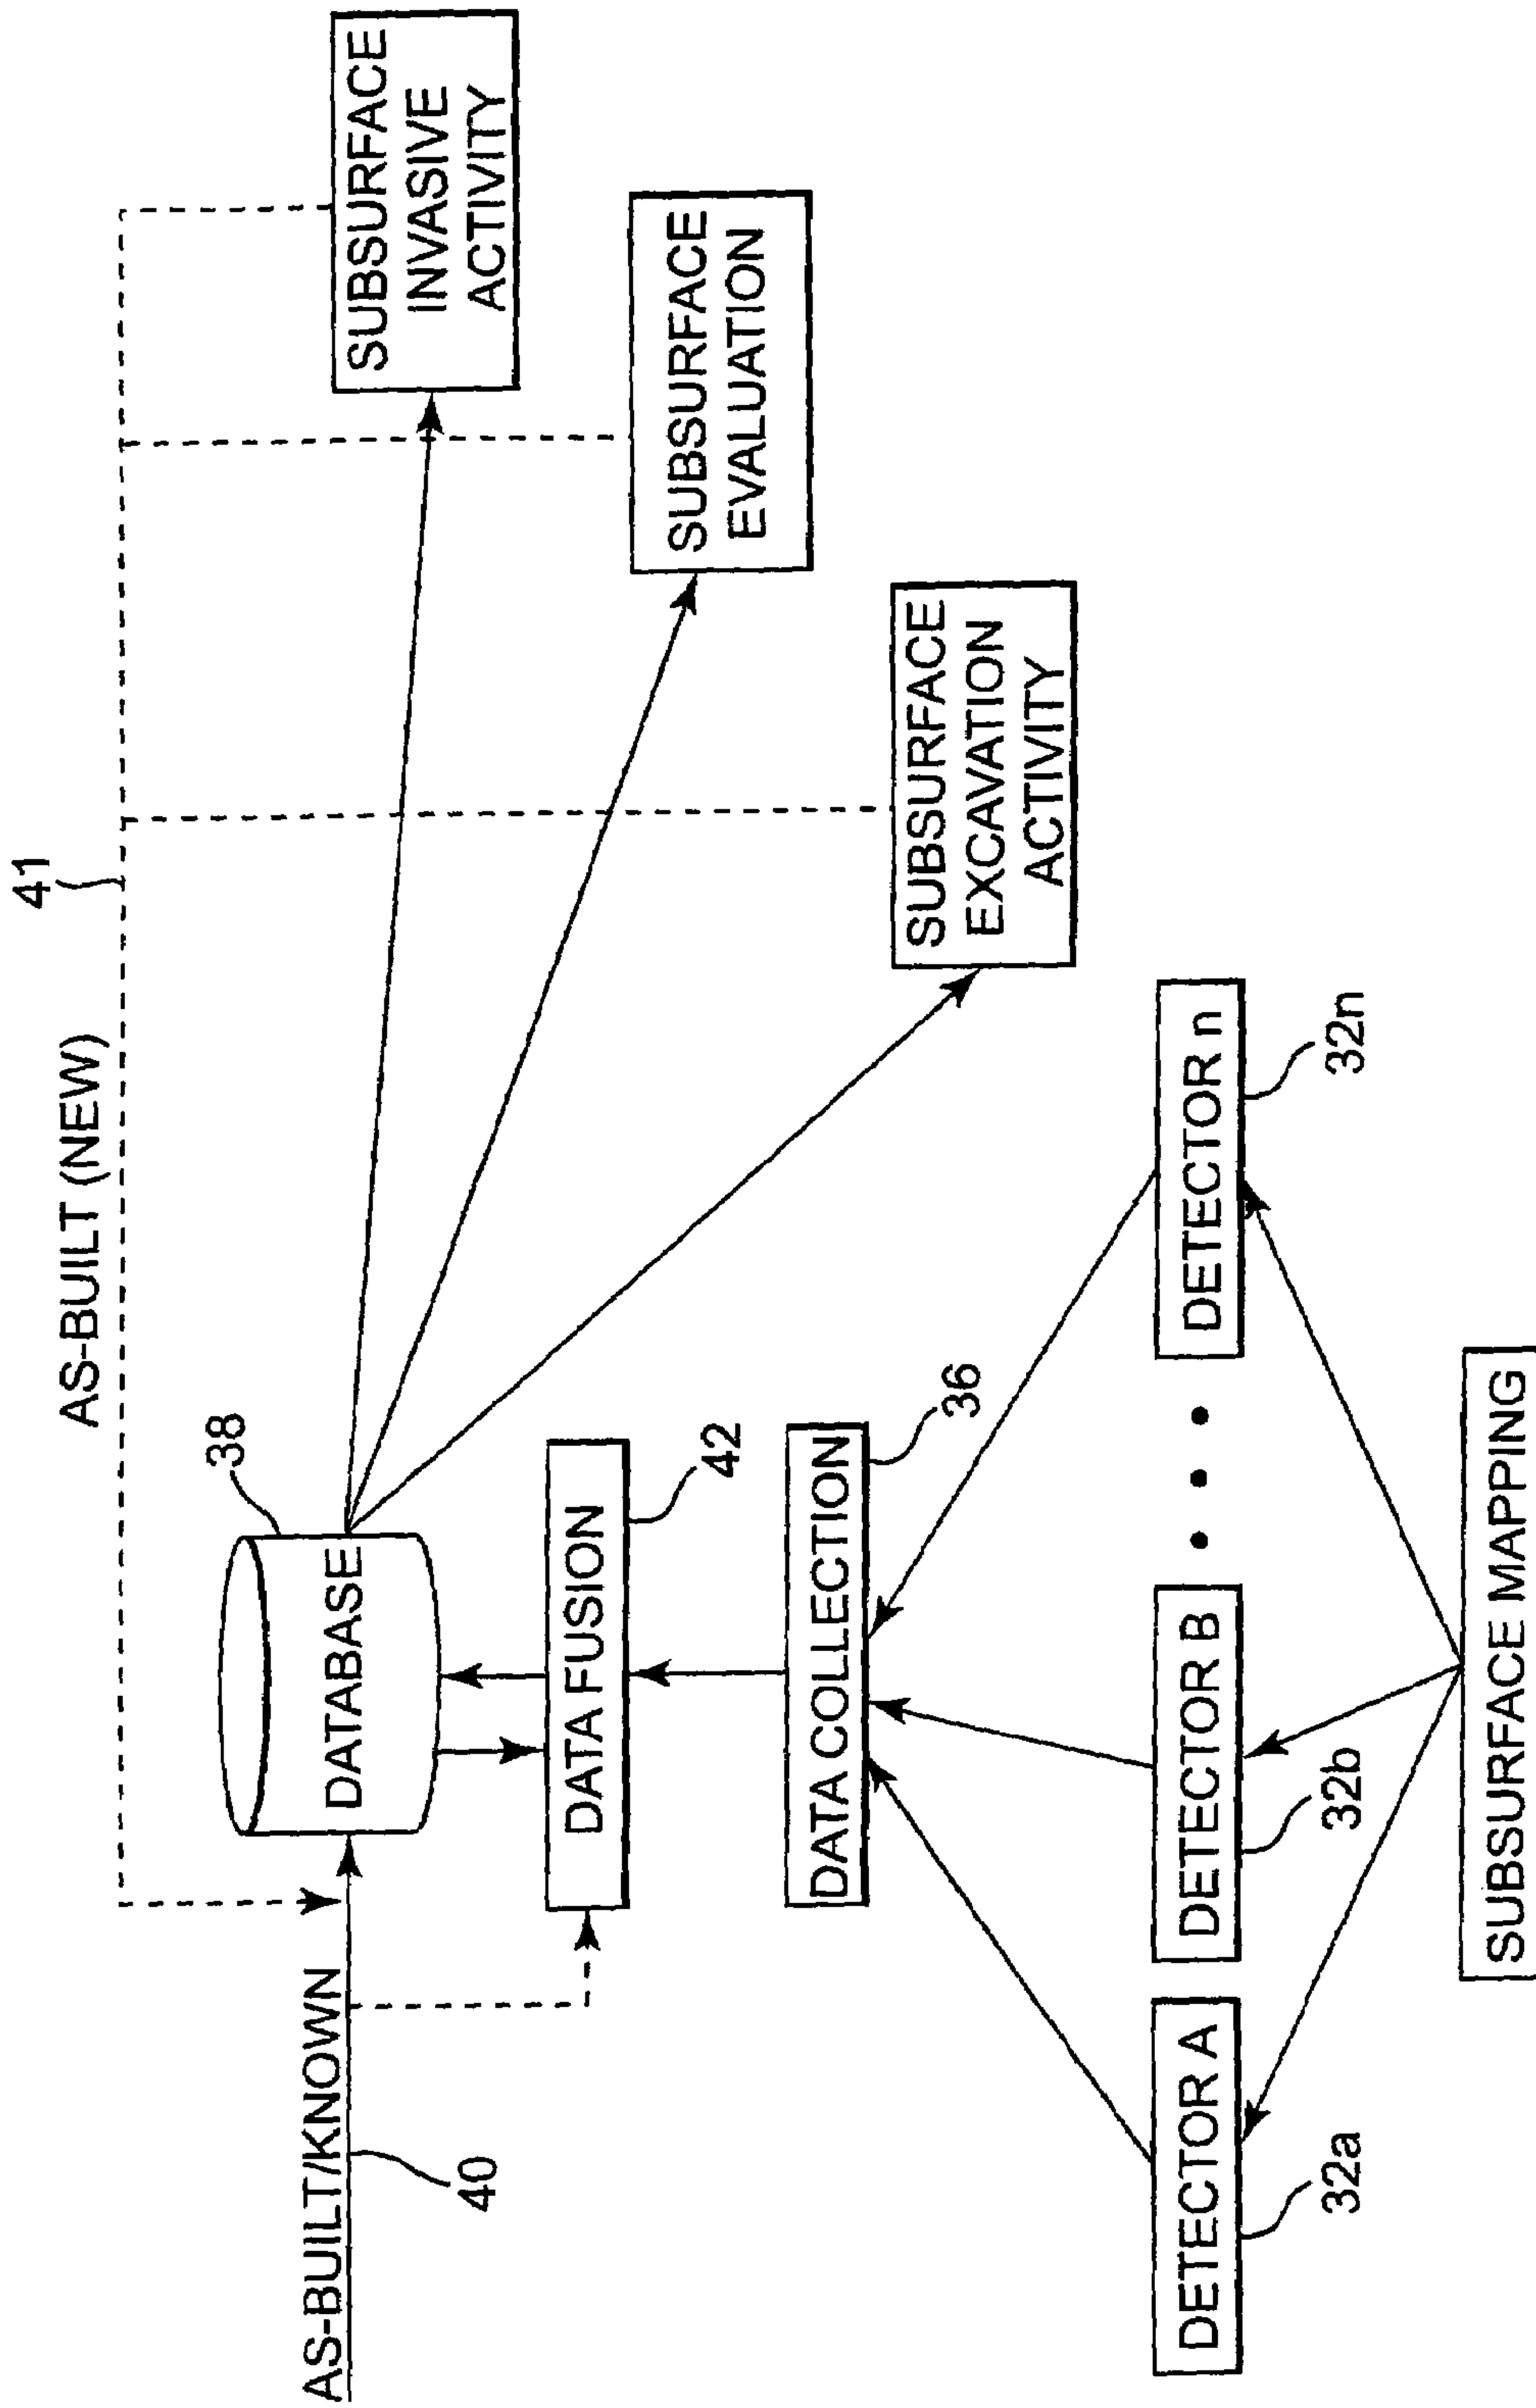 41
AS-BUILT (NEW)
38
AS-BUILT/KNOWN
40
DATABASE
SUBSURFACE
INVASIVE
ACTIVITY
42
DATA FUSION
SUBSURFACE
EVALUATION
36
DATA COLLECTION
SUBSURFACE
EXCAVATION
ACTIVITY
DETECTOR A
DETECTOR B
DETECTOR n
32a
32b
32n
SUBSURFACE MAPPING